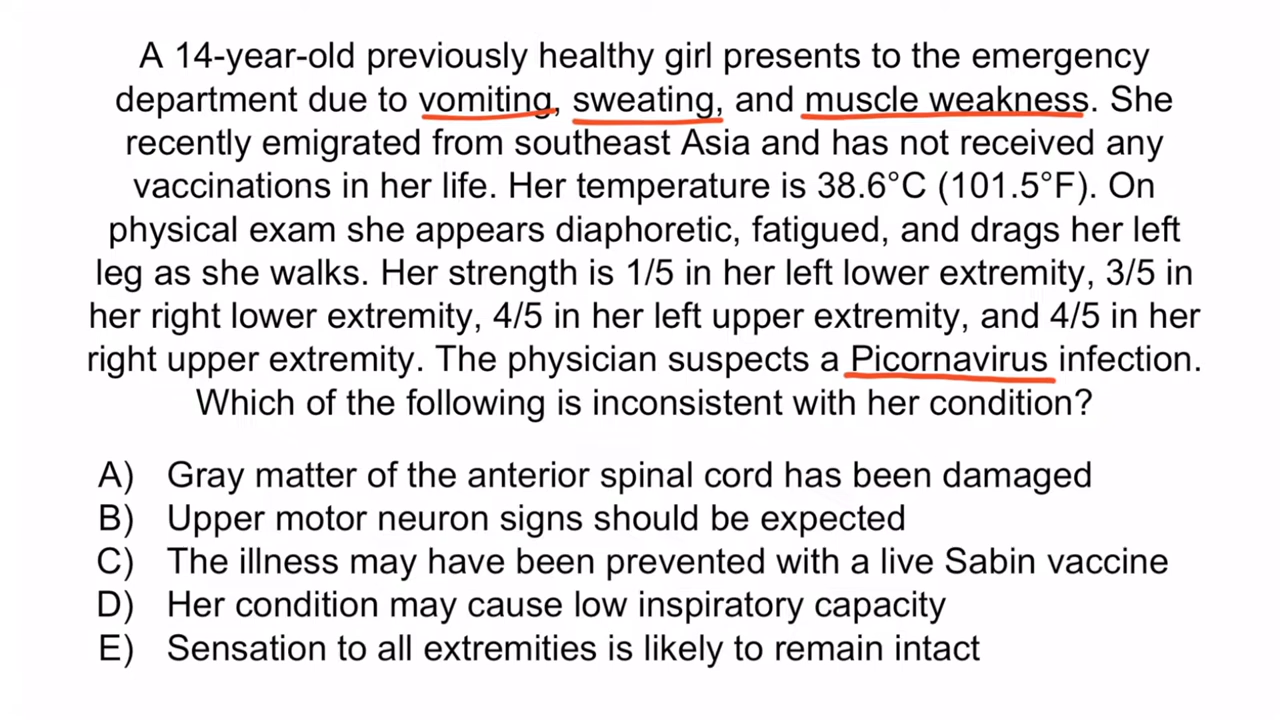 A 14-year-old previously healthy girl presents to the emergency
department due to vomiting, sweating, and muscle weakness. She
recently emigrated from southeast Asia and has not received any
vaccinations in her life. Her temperature is 38.6°C (101.5°F). On
physical exam she appears diaphoretic, fatigued, and drags her left
leg as she walks. Her strength is 1/5 in her left lower extremity, 3/5 in
her right lower extremity, 4/5 in her left upper extremity, and 4/5 in her
right upper extremity. The physician suspects a Picornavirus infection.
Which of the following is inconsistent with her condition?
A) Gray matter of the anterior spinal cord has been damaged
B) Upper motor neuron signs should be expected
C) The illness may have been prevented with a live Sabin vaccine
D) Her condition may cause low inspiratory capacity
E) Sensation to all extremities is likely to remain intact